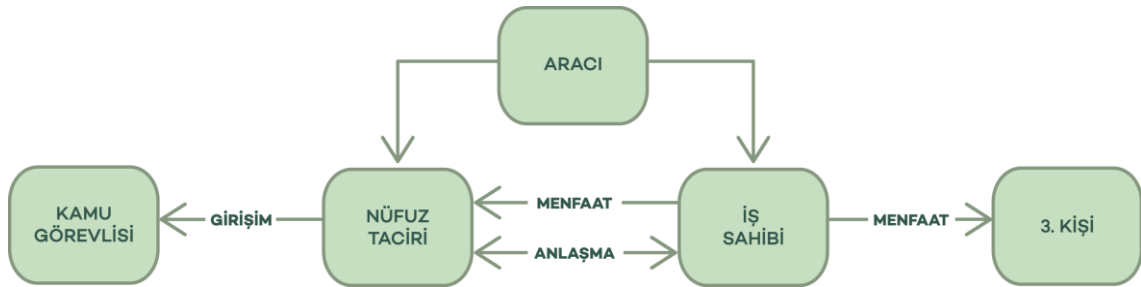 ARACI
KAMU
GÖREVLİSİ
GİRİŞİM
NÜFUZ
TACİRİ
MENFAAT
ANLAŞMA
İŞ
SAHİBİ
MENFAAT
3. KİŞİ